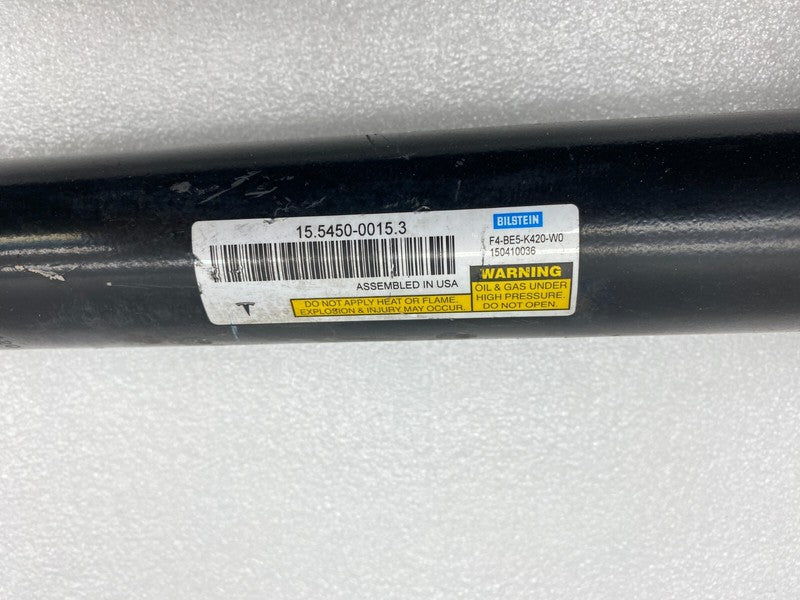 15.5450-0015.3
BILSTEIN
F4-BE5-K420-W0
150410036
ASSEMBLED IN USA
WARNING
OIL & GAS UNDER
HIGH PRESSURE.
DO NOT OPEN.
DO NOT APPLY HEAT OR FLAME.
EXPLOSION & INJURY MAY OCCUR.